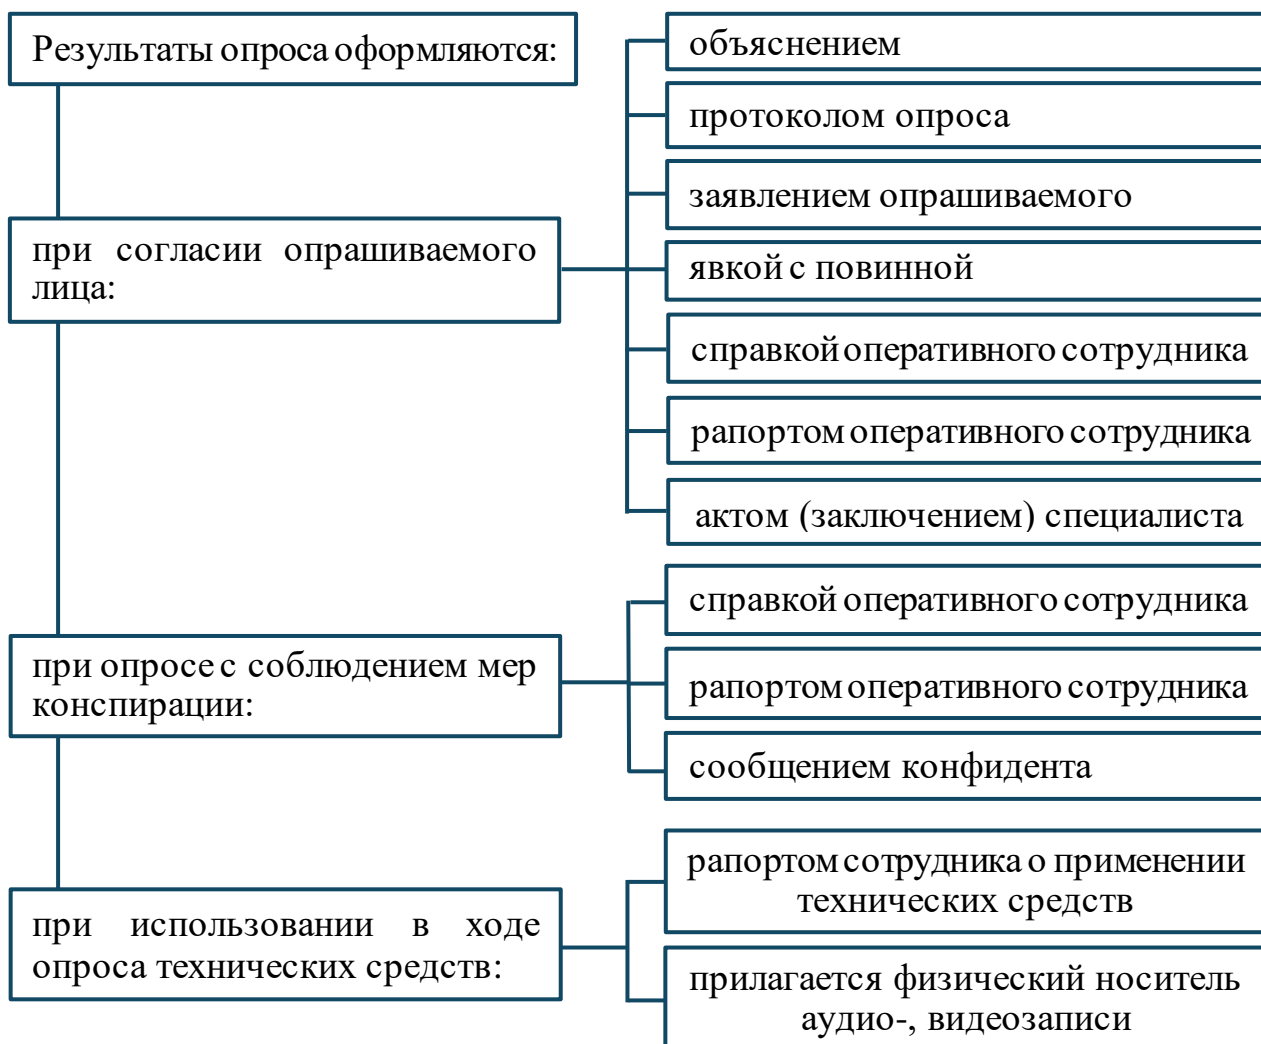 Результаты опроса оформляются:
при согласии опрашиваемого
лица:
объяснением
протоколом опроса
заявлением опрашиваемого
явкой с повинной
справкой оперативного сотрудника
рапортом оперативного сотрудника
актом (заключением) специалиста
при опросе с соблюдением мер
конспирации:
справкой оперативного сотрудника
рапортом оперативного сотрудника
сообщением конфидента
при использовании в ходе
опроса технических средств:
рапортом сотрудника о применении
технических средств
прилагается физический носитель
аудио-, видеозаписи